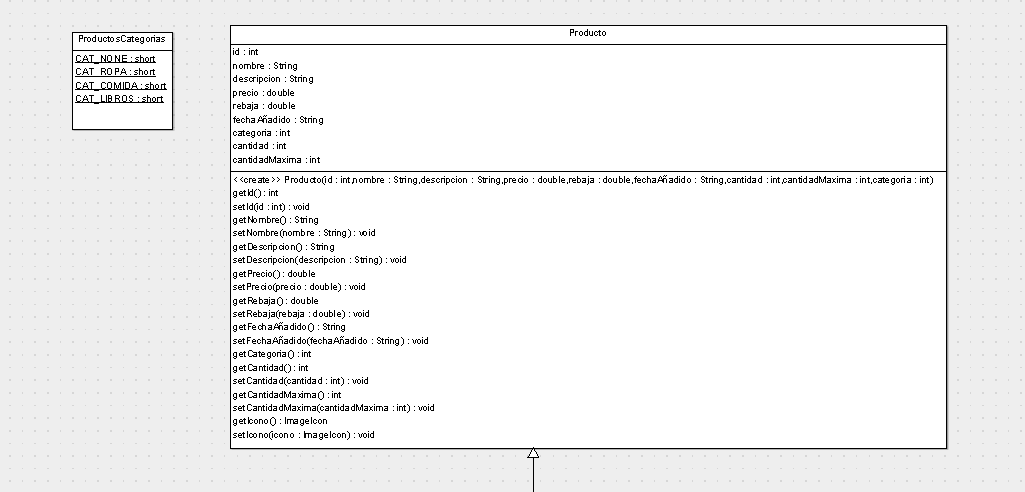 ProductosCategorias
CAT_NONE : short
CAT_ROPA : short
CAT_COMIDA : short
CAT_LIBROS : short
Producto
id : int
nombre : String
descripcion : String
precio : double
rebaja : double
fechaAñadido : String
categoria : int
cantidad : int
cantidadMaxima : int
<<create>> Producto(id : int,nombre : String,descripcion : String,precio : double,rebaja : double,fechaAñadido : String,cantidad : int,cantidadMaxima : int,categoria : int)
getId() : int
setId(id : int) : void
getNombre() : String
setNombre(nombre : String) : void
getDescripcion() : String
setDescripcion(descripcion : String) : void
getPrecio() : double
setPrecio(precio : double) : void
getRebaja() : double
setRebaja(rebaja : double) : void
getFechaAñadido() : String
setFechaAñadido(fechaAñadido : String) : void
getCategoria() : int
getCantidad() : int
setCantidad(cantidad : int) : void
getCantidadMaxima() : int
setCantidadMaxima(cantidadMaxima : int) : void
getIcono() : ImageIcon
setIcono(icono : ImageIcon) : void